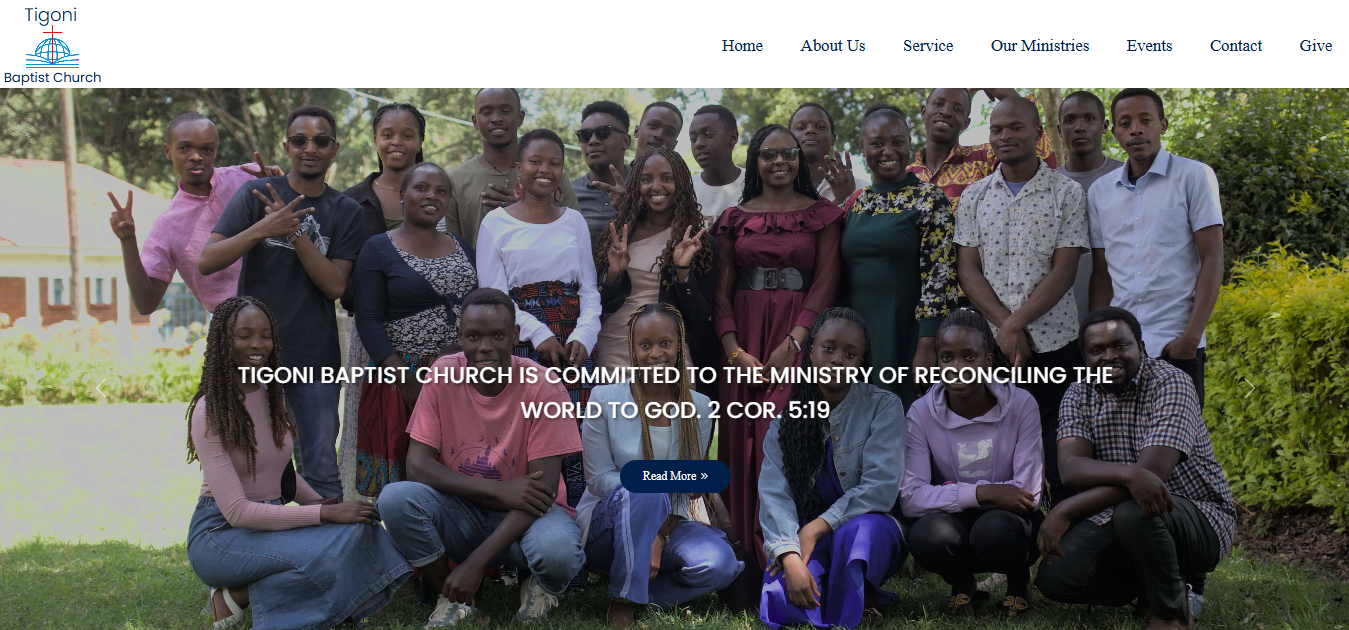 Tigoni
Baptist Church
Home About Us Service Our Ministries Events Contact Give
TIGONI BAPTIST CHURCH IS COMMITTED TO THE MINISTRY OF RECONCILING THE
WORLD TO GOD. 2 COR. 5:19
Read More »